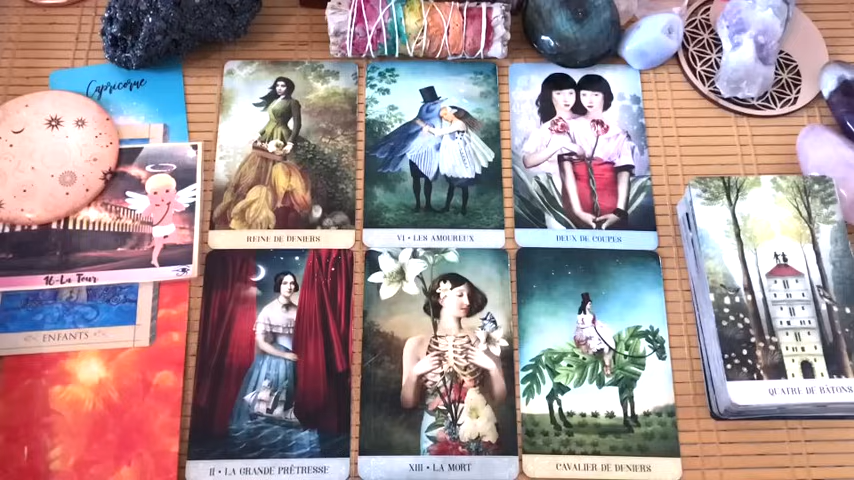 Capricorne
REINE DE DENIERS
VI • LES AMOUREUX
DEUX DE COUPES
16-La Tour
ENFANTS
QUATRE DE BÂTONS
II • LA GRANDE PRÊTRESSE
XIII • LA MORT
CAVALIER DE DENIERS